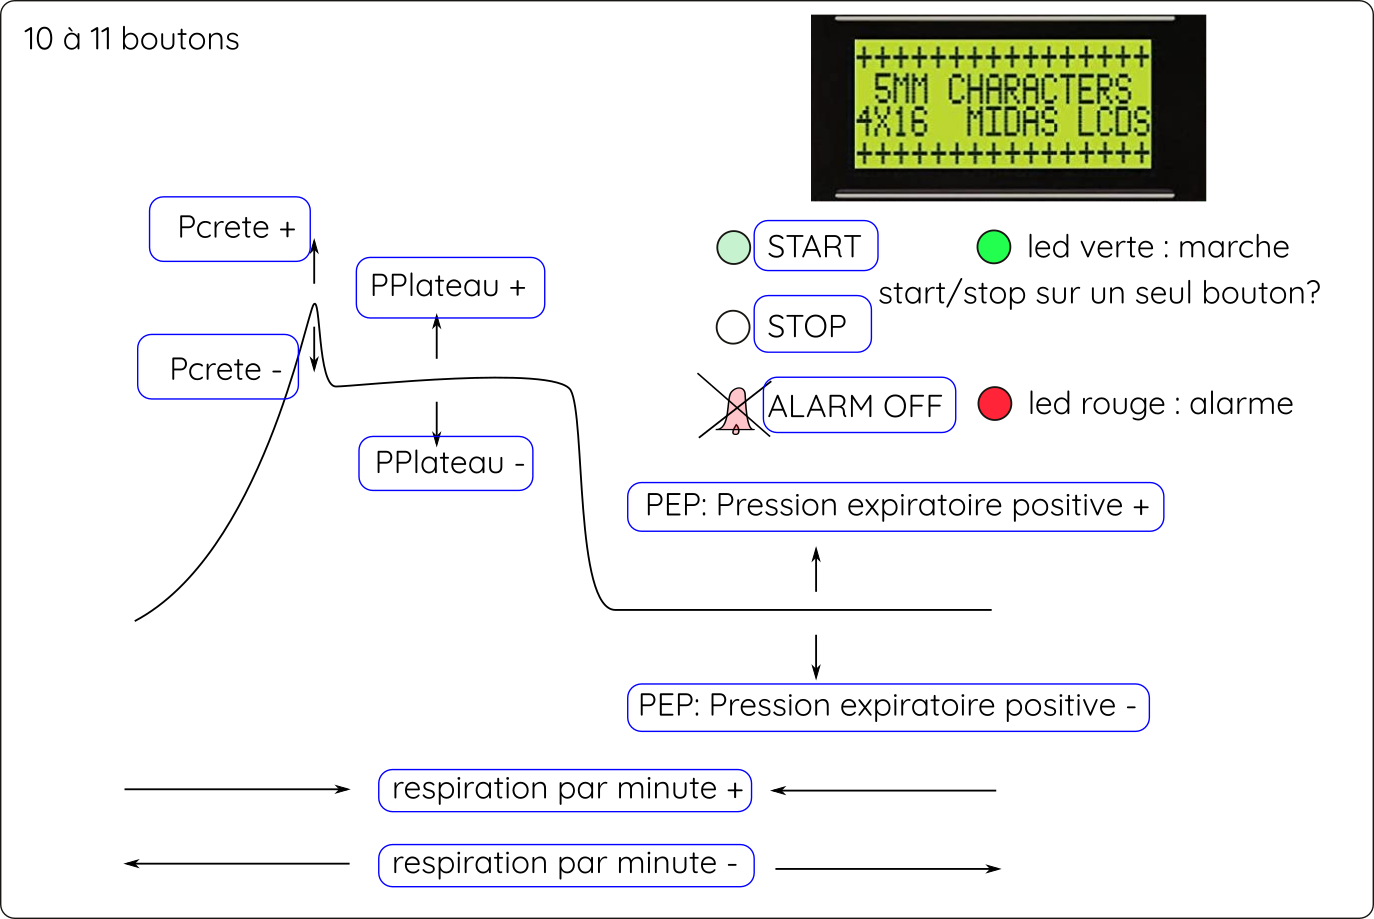 10 à 11 boutons
++++++++++++++++
5MM CHARACTERS
4X16 MIDAS LCDS
++++++++++++++++
Pcrete +
Pcrete -
PPlateau +
PPlateau -
START
led verte : marche
start/stop sur un seul bouton?
STOP
ALARM OFF
led rouge : alarme
PEP: Pression expiratoire positive +
PEP: Pression expiratoire positive -
respiration par minute +
respiration par minute -